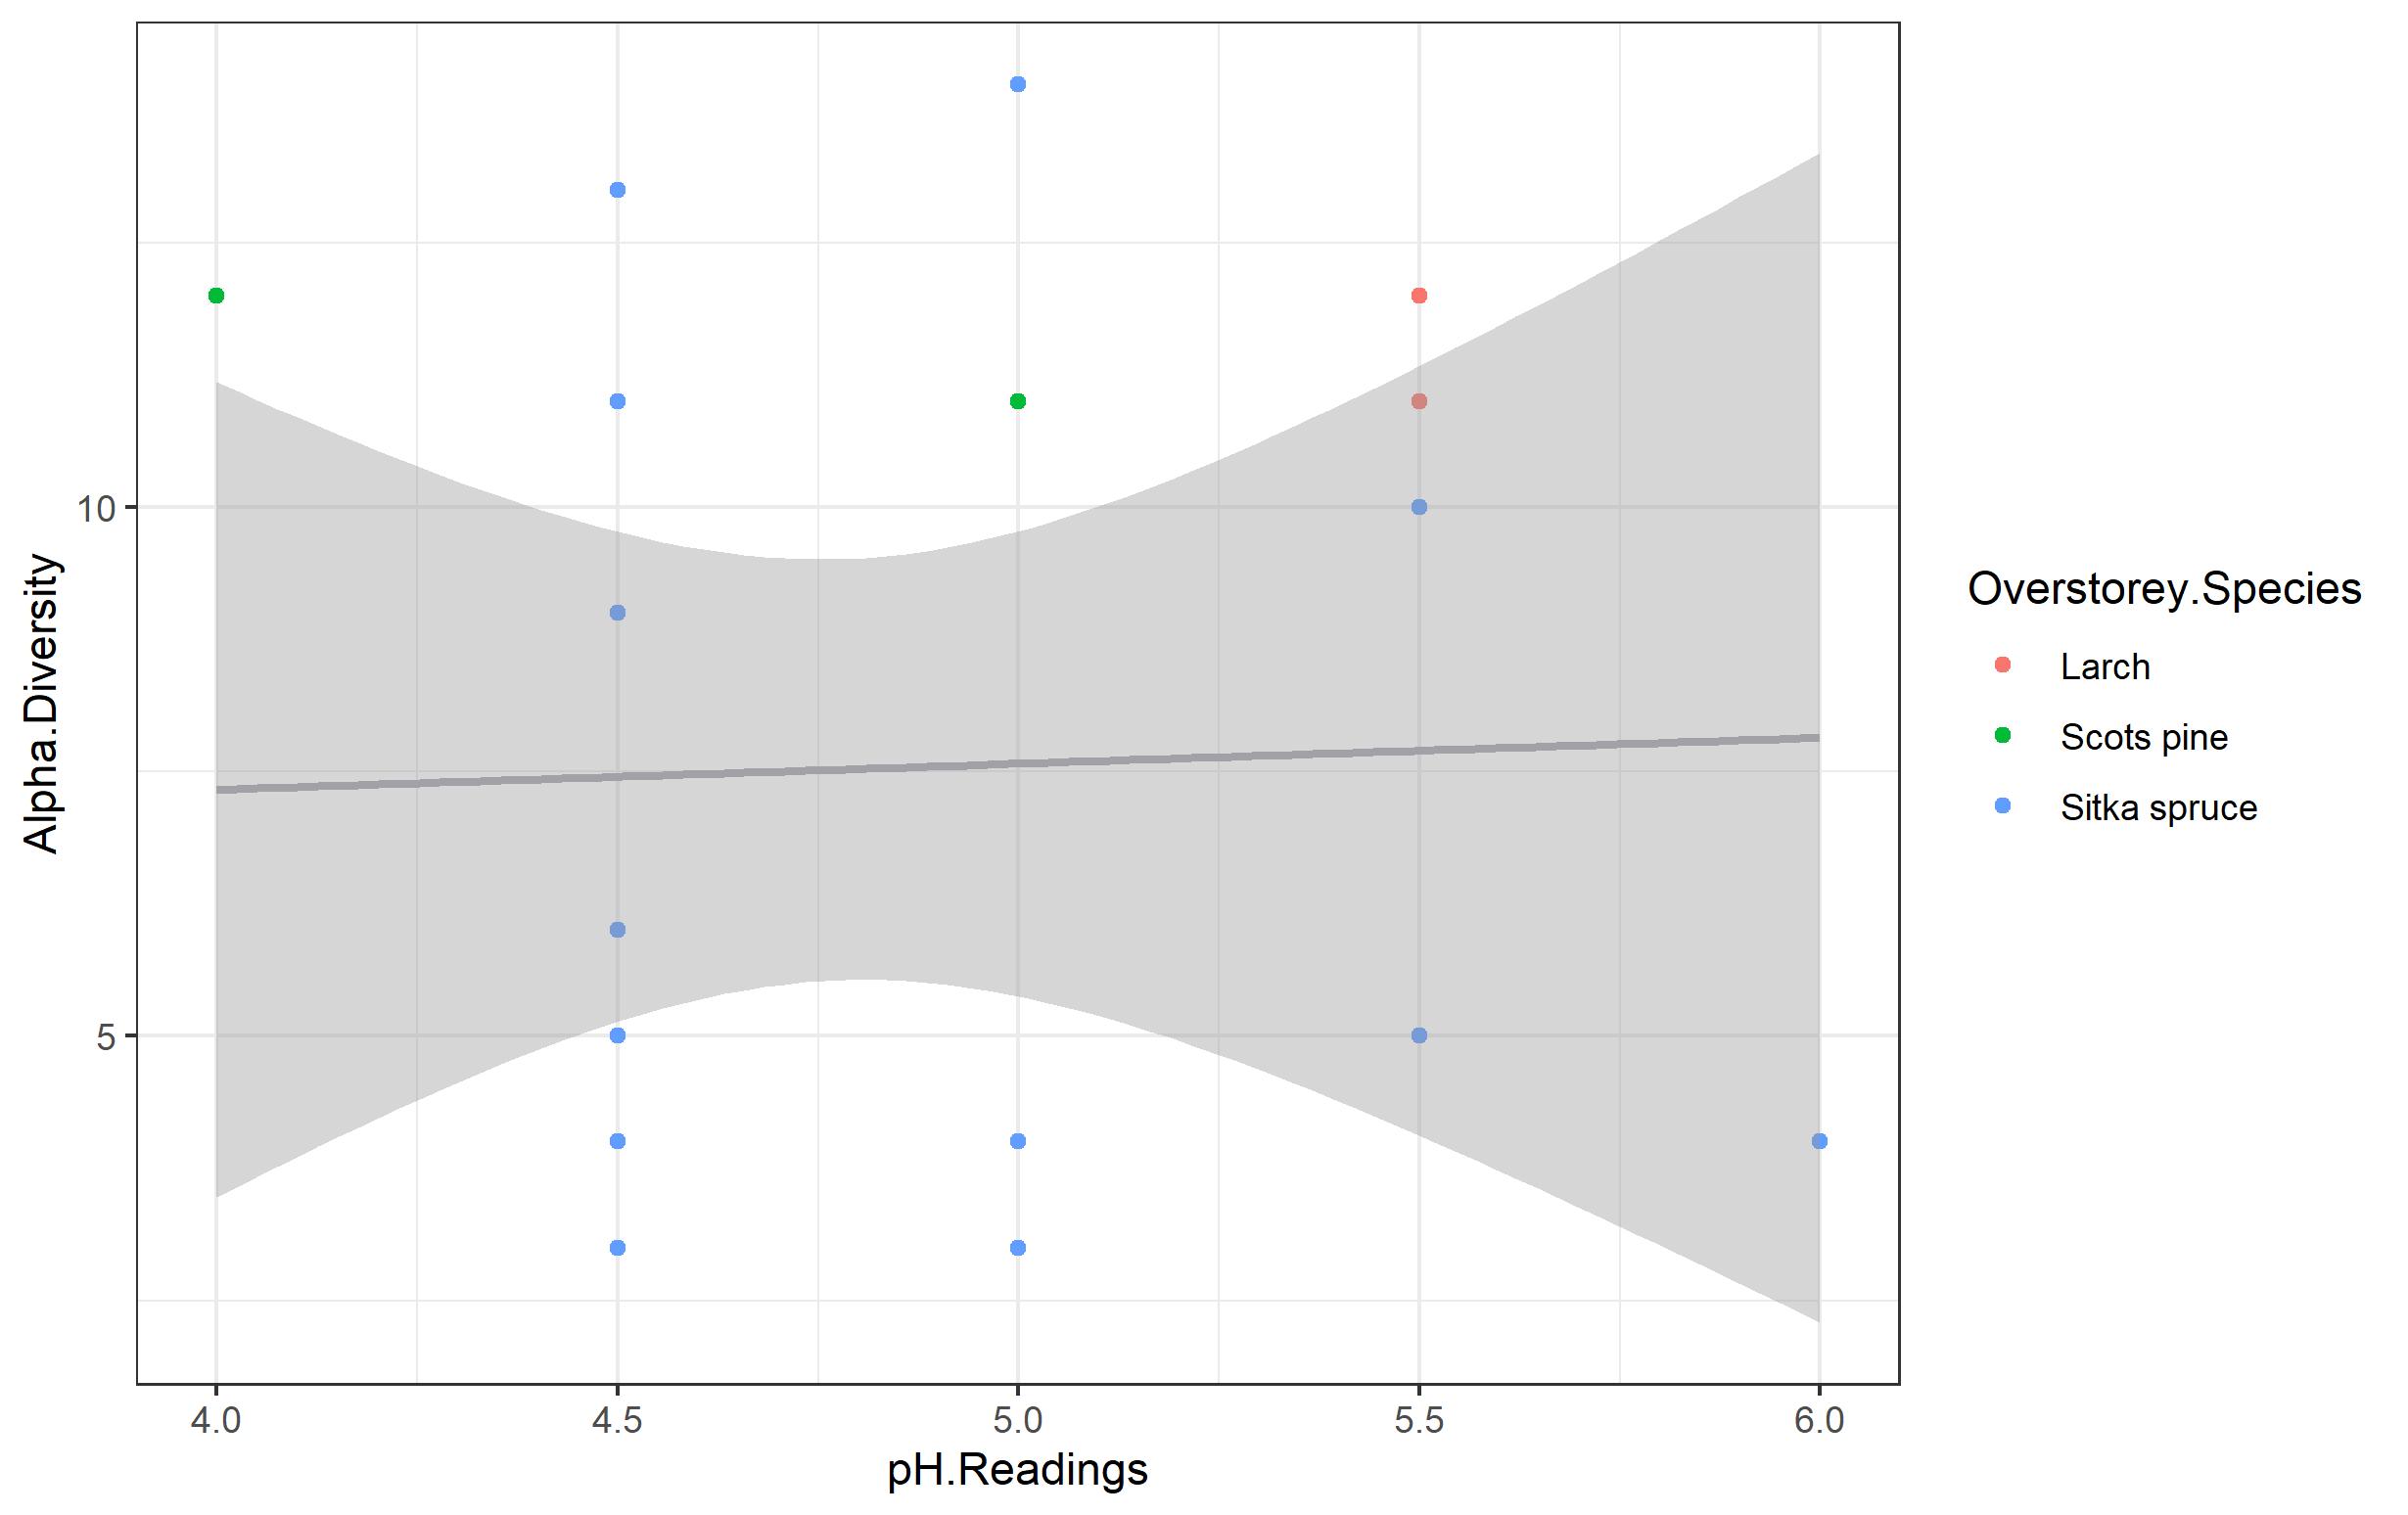 Alpha.Diversity
10
5
4.0 4.5 5.0 5.5 6.0
pH.Readings
Overstorey.Species
Larch
Scots pine
Sitka spruce